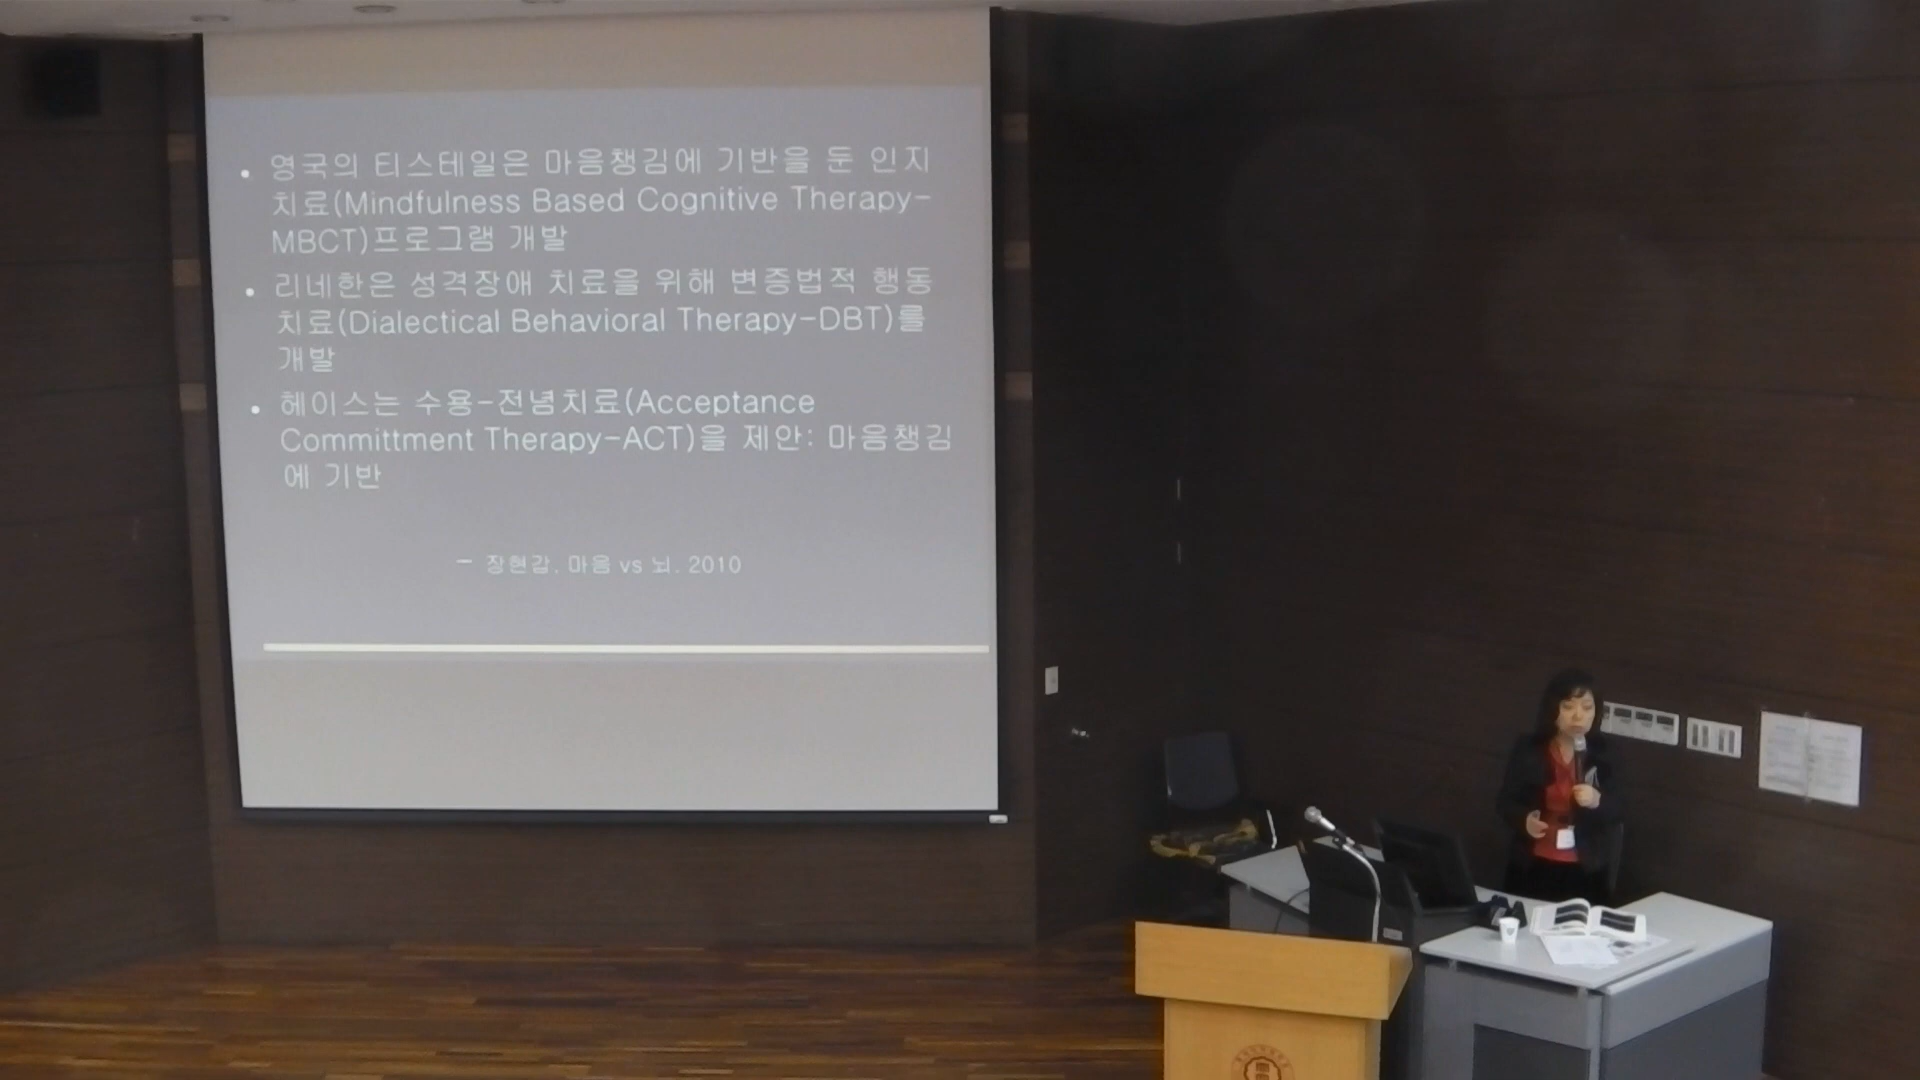 • 영국의 티스테일은 마음챙김에 기반을 둔 인지
치료(Mindfulness Based Cognitive Therapy-
MBCT)프로그램 개발
• 리네한은 성격장애 치료을 위해 변증법적 행동
치료(Dialectical Behavioral Therapy-DBT)를
개발
• 헤이스는 수용-전념치료(Acceptance
Committment Therapy-ACT)을 제안: 마음챙김
에 기반
- 장현갑, 마음 vs 뇌. 2010